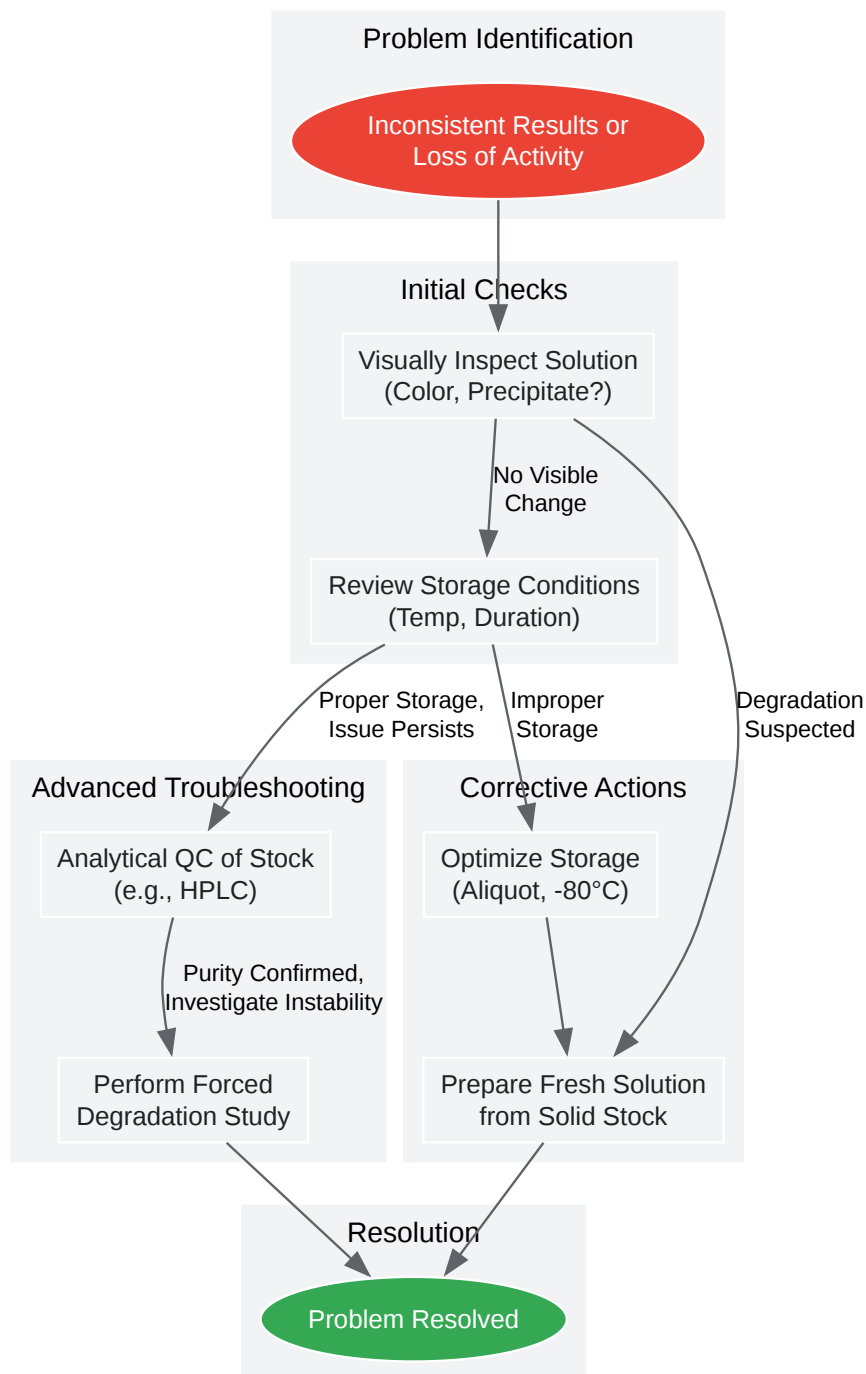 Problem Identification
Inconsistent Results or
Loss of Activity
Initial Checks
Visually Inspect Solution
(Color, Precipitate?)
No Visible
Change
Review Storage Conditions
(Temp, Duration)
Proper Storage,
Issue Persists
Improper
Storage
Degradation
Suspected
Advanced Troubleshooting
Analytical QC of Stock
(e.g., HPLC)
Purity Confirmed,
Investigate Instability
Perform Forced
Degradation Study
Corrective Actions
Optimize Storage
(Aliquot, -80°C)
Prepare Fresh Solution
from Solid Stock
Resolution
Problem Resolved